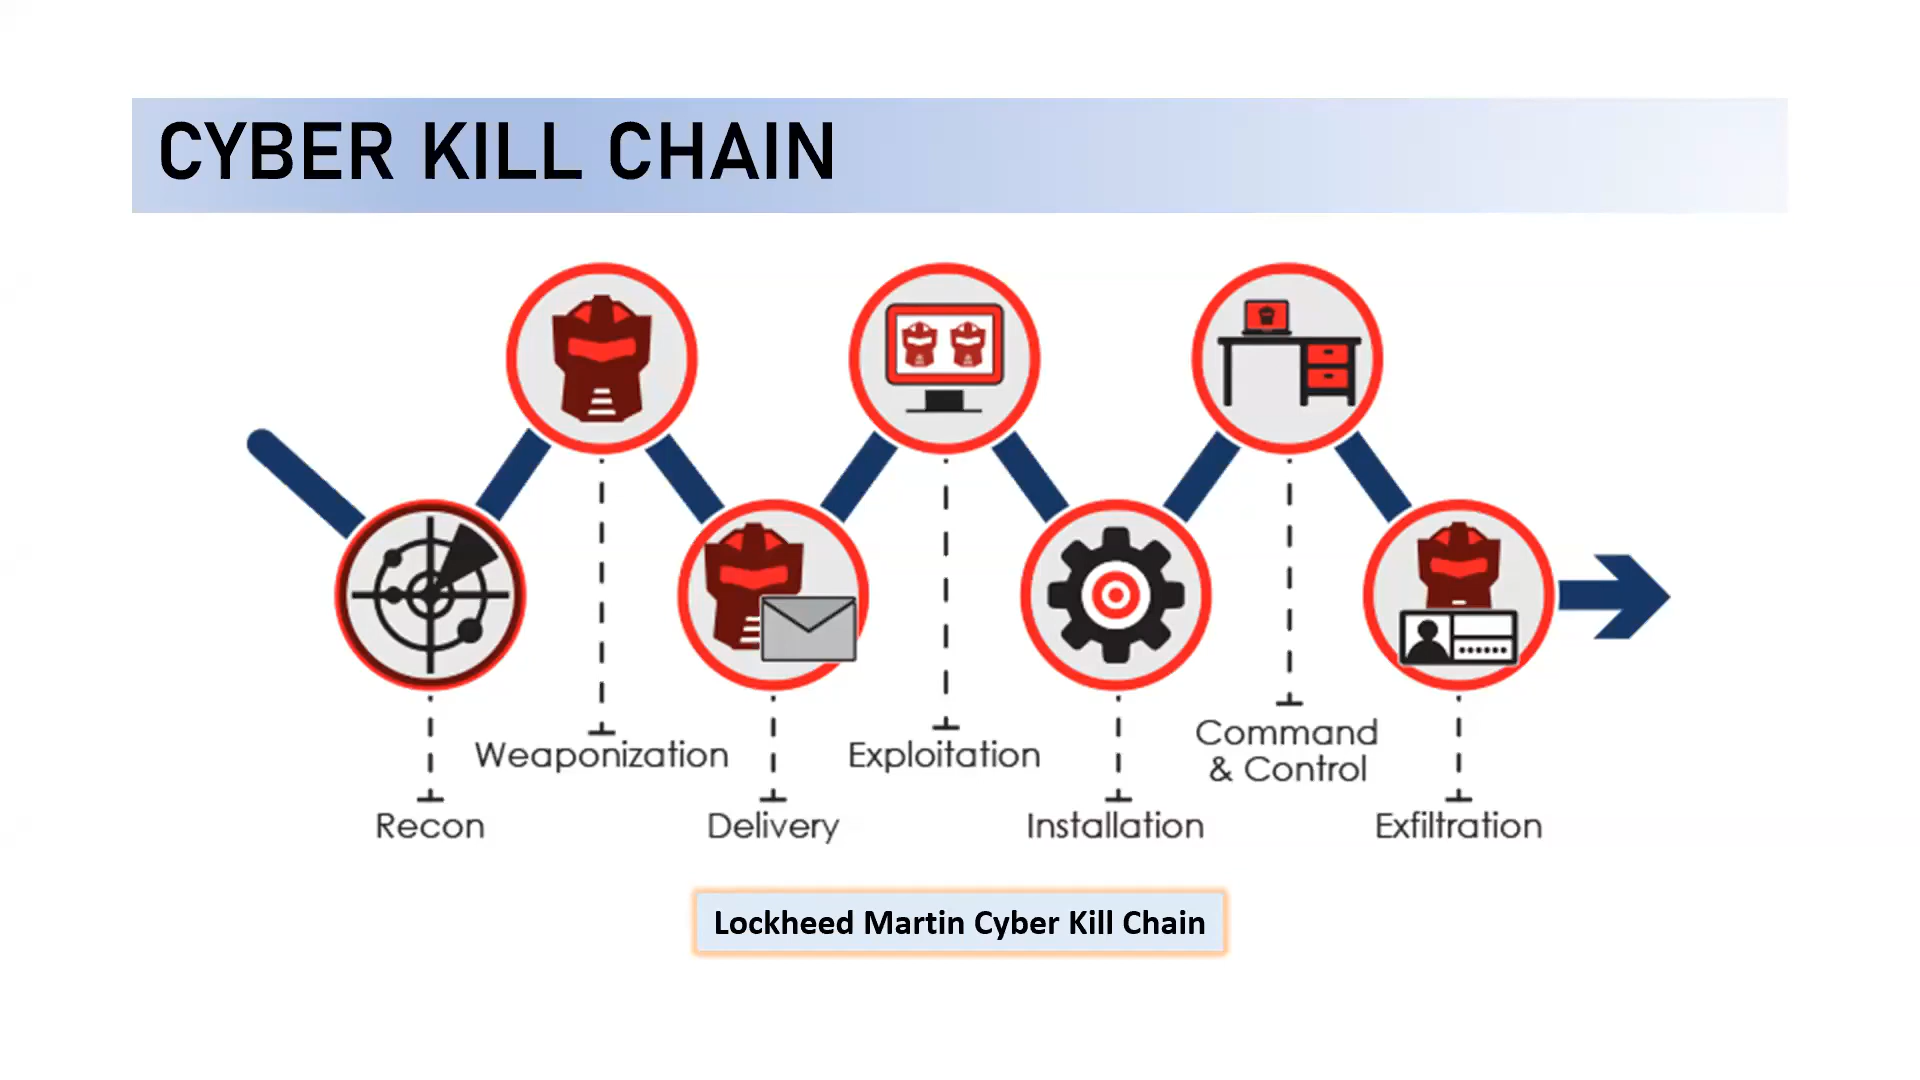 CYBER KILL CHAIN
Recon
Weaponization
Delivery
Exploitation
Installation
Command
& Control
Exfiltration
Lockheed Martin Cyber Kill Chain